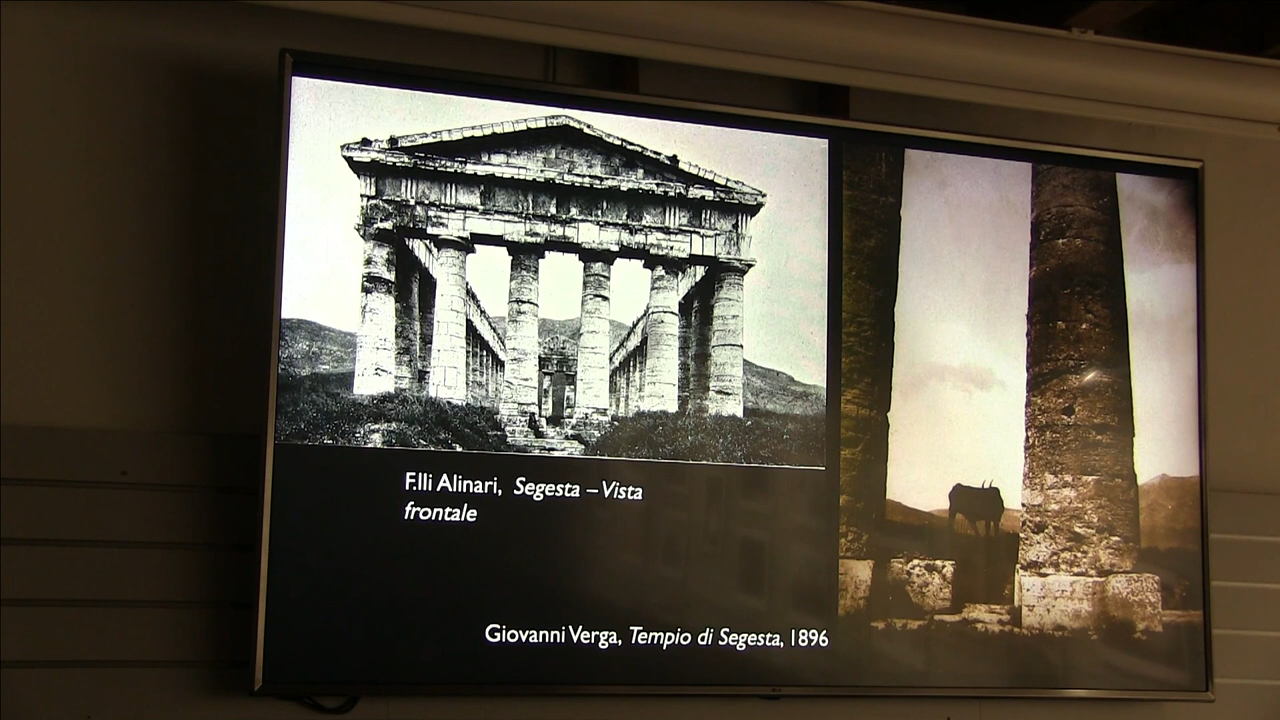 F.lli Alinari, Segesta – Vista
frontale
Giovanni Verga, Tempio di Segesta, 1896